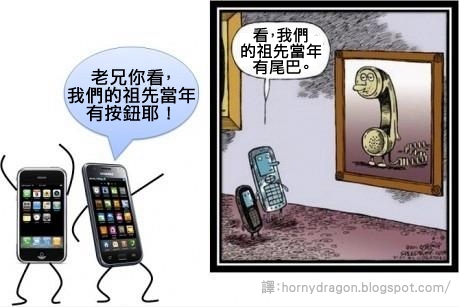 老兄你看，
我們的祖先當年
有按鈕耶！
看，我們
的祖先當年
有尾巴。
譯:hornydragon.blogspot.com/